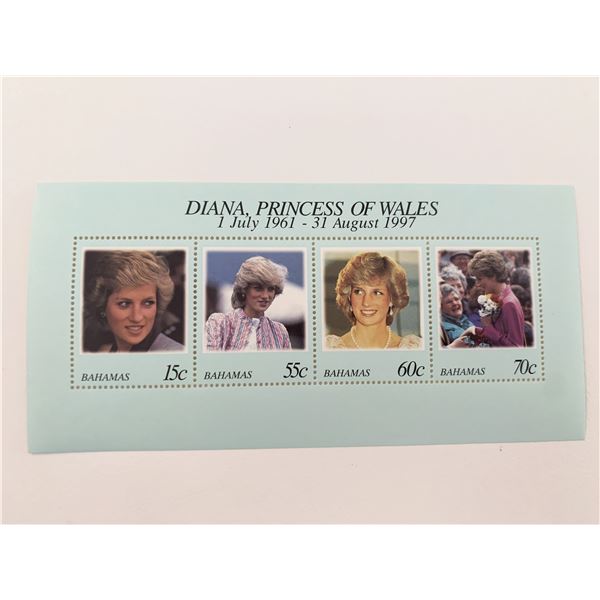 DIANA, PRINCESS OF WALES
1 July 1961 - 31 August 1997
BAHAMAS 15c BAHAMAS 55c BAHAMAS 60c BAHAMAS 70c